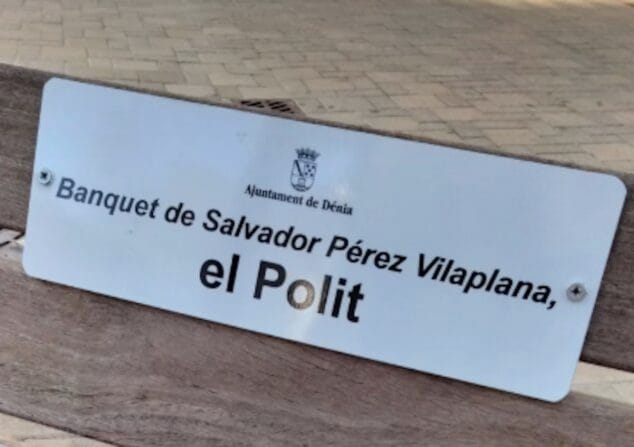 Ajuntament de Dénia
Banquet de Salvador Pérez Vilaplana,
el Polit